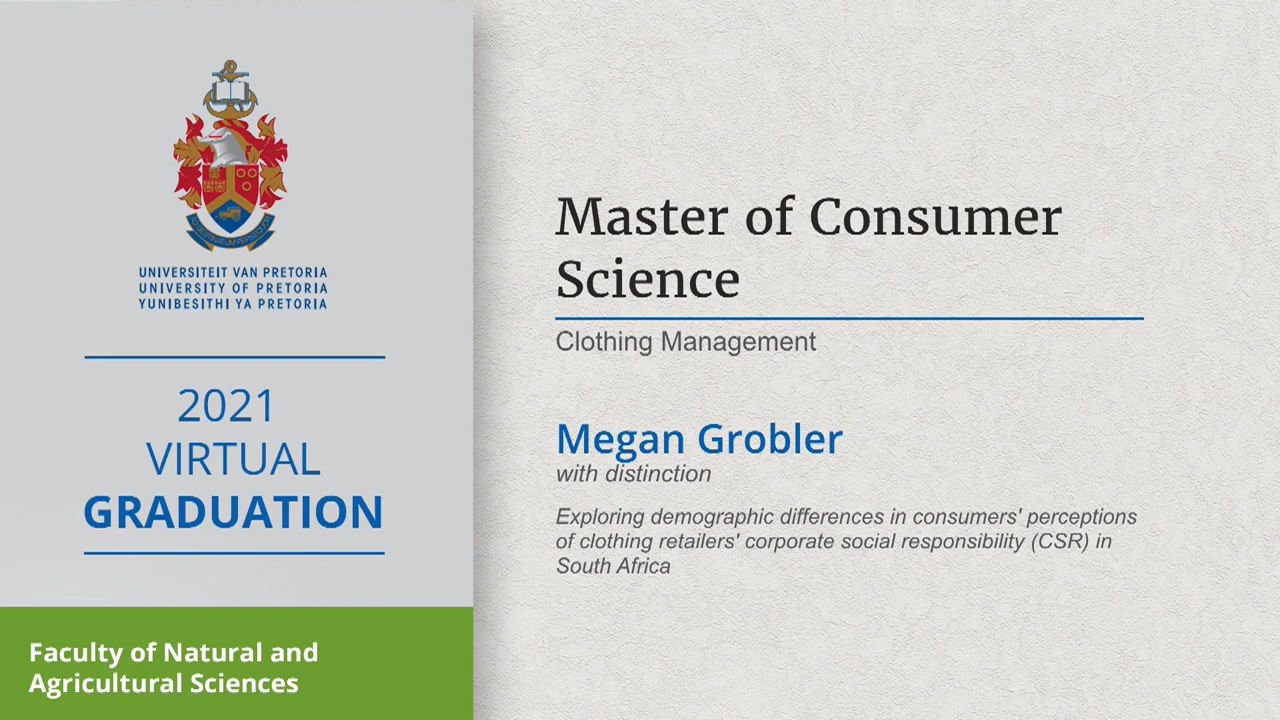 UNIVERSITEIT VAN PRETORIA
UNIVERSITY OF PRETORIA
YUNIBESITHI YA PRETORIA
2021
VIRTUAL
GRADUATION
Faculty of Natural and
Agricultural Sciences
Master of Consumer
Science
Clothing Management
Megan Grobler
with distinction
Exploring demographic differences in consumers' perceptions
of clothing retailers' corporate social responsibility (CSR) in
South Africa